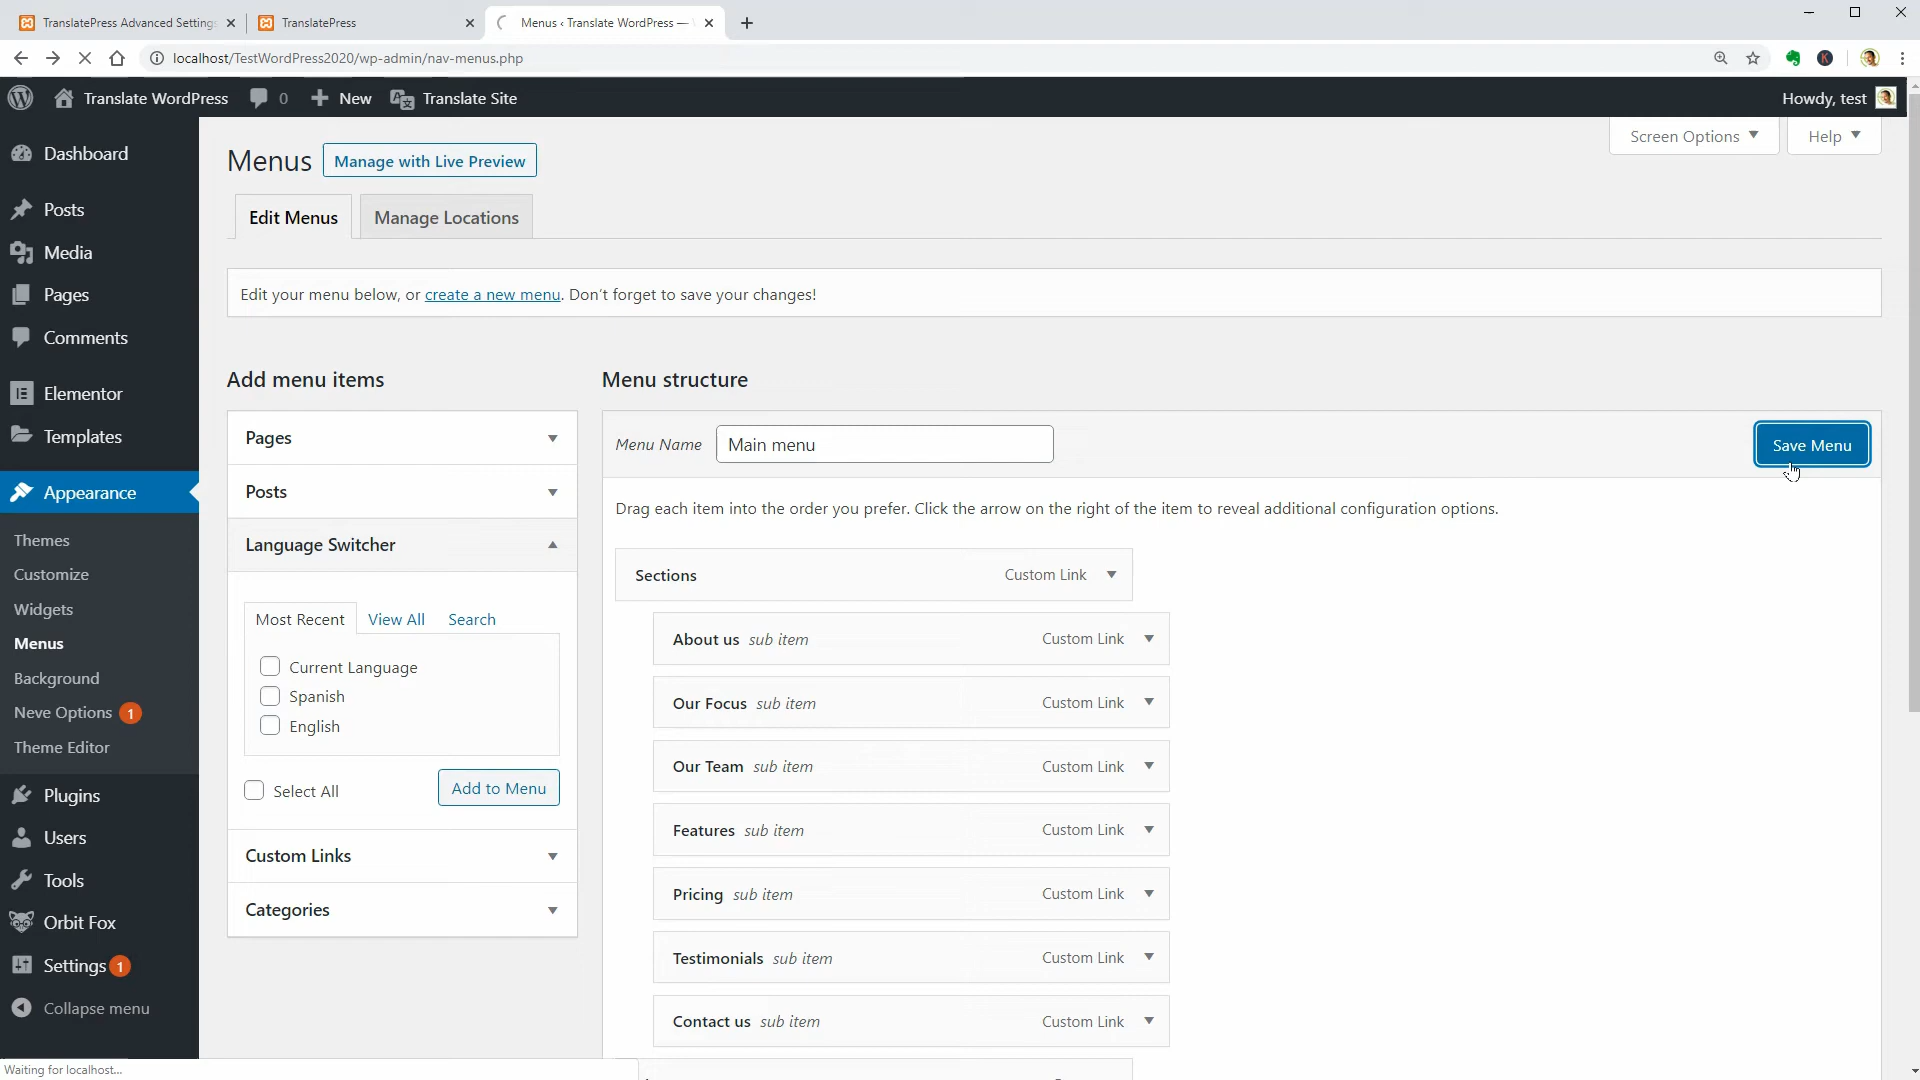 TranslatePress Advanced Setting
TranslatePress
Menus ‹ Translate WordPress —
localhost/TestWordPress2020/wp-admin/nav-menus.php
Translate WordPress
0
New
Translate Site
Howdy, test
Screen Options
Help
Dashboard
Posts
Media
Pages
Comments
Elementor
Templates
Appearance
Themes
Customize
Widgets
Menus
Background
Neve Options 1
Theme Editor
Plugins
Users
Tools
Orbit Fox
Settings 1
Collapse menu
Menus
Manage with Live Preview
Edit Menus
Manage Locations
Edit your menu below, or create a new menu. Don't forget to save your changes!
Add menu items
Pages
Posts
Language Switcher
Most Recent
View All
Search
Current Language
Spanish
English
Select All
Add to Menu
Custom Links
Categories
Menu structure
Menu Name
Main menu
Save Menu
Drag each item into the order you prefer. Click the arrow on the right of the item to reveal additional configuration options.
Sections Custom Link
About us sub item Custom Link
Our Focus sub item Custom Link
Our Team sub item Custom Link
Features sub item Custom Link
Pricing sub item Custom Link
Testimonials sub item Custom Link
Contact us sub item Custom Link
Waiting for localhost...